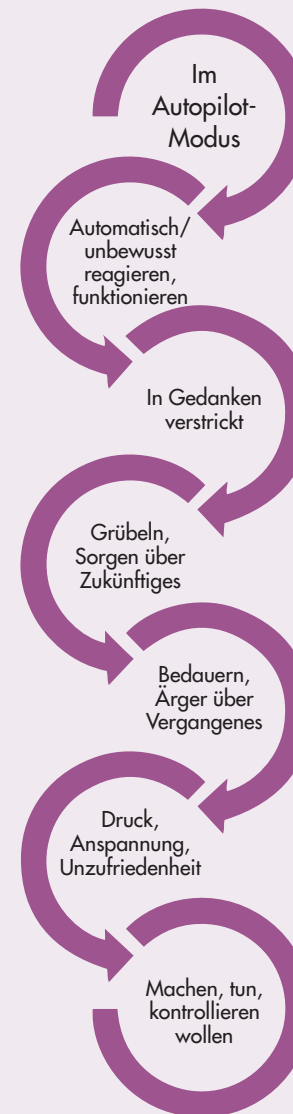 Im
Autopilot-
Modus
Automatisch/
unbewusst
reagieren,
funktionieren
In Gedanken
verstrickt
Grübeln,
Sorgen über
Zukünftiges
Bedauern,
Ärger über
Vergangenes
Druck,
Anspannung,
Unzufriedenheit
Machen, tun,
kontrollieren
wollen